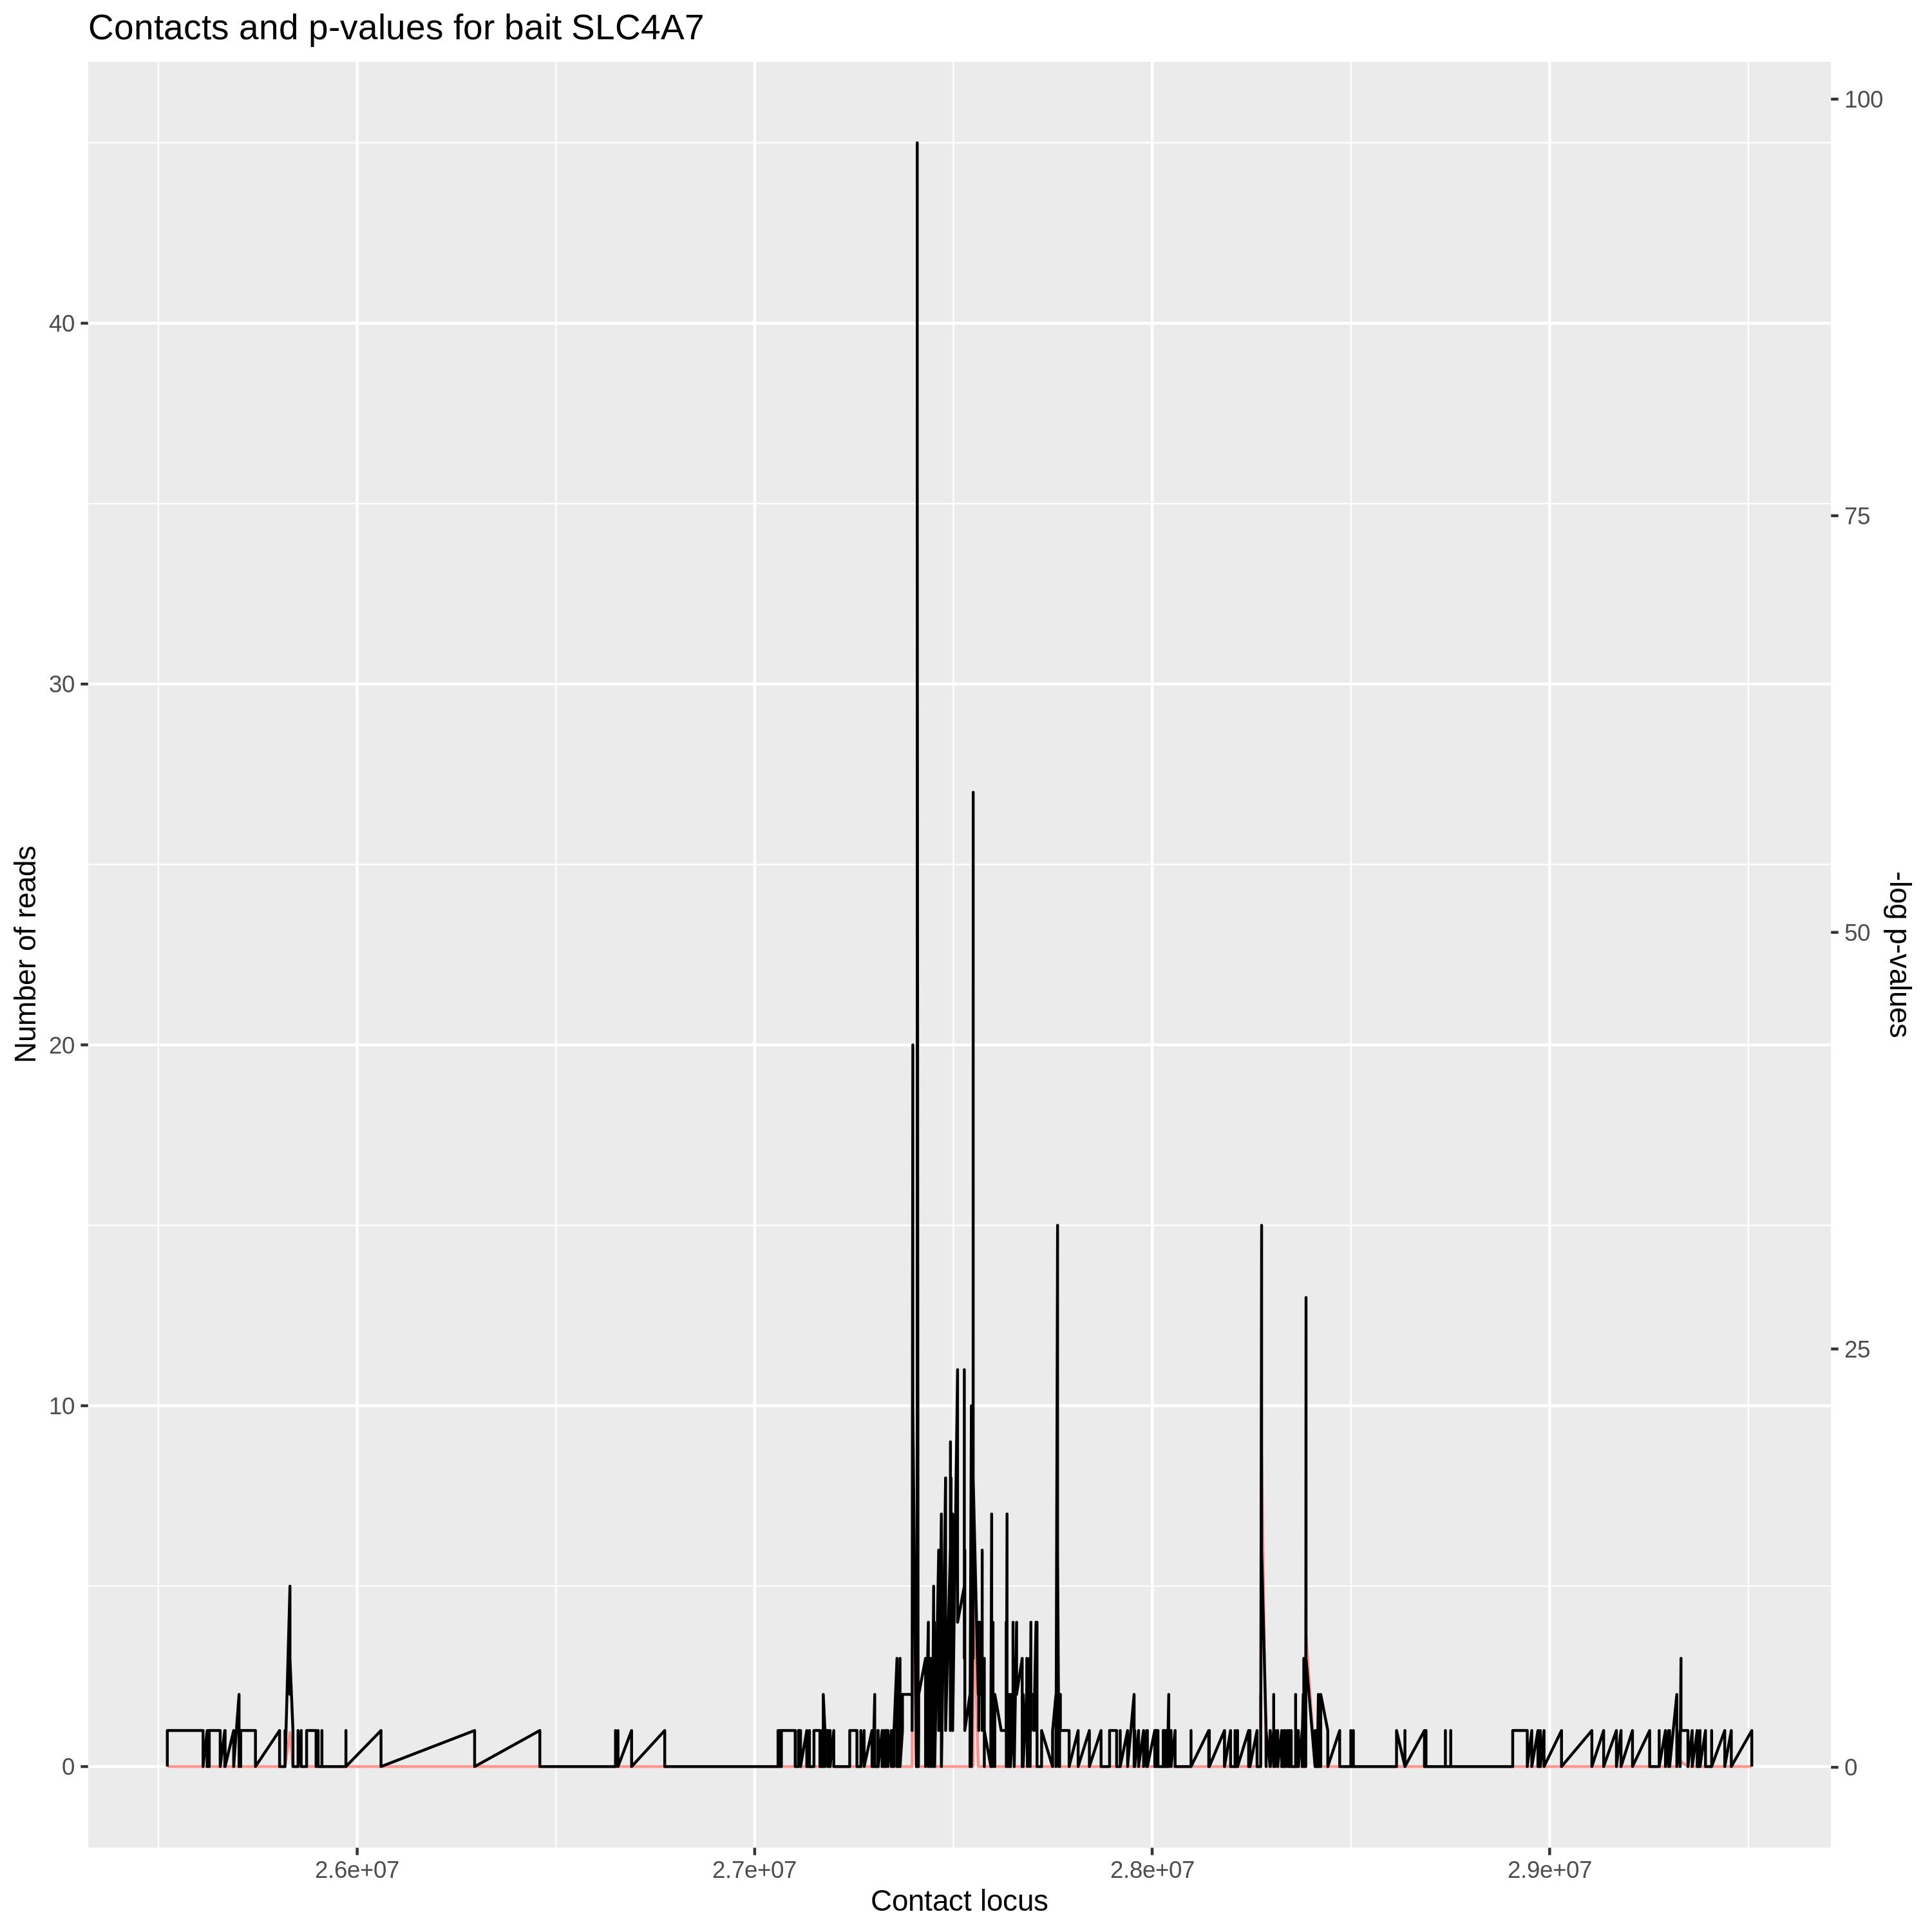 Contacts and p-values for bait SLC4A7
Number of reads
40
30
20
10
0
100
75
50
25
0
-log p-values
2.6e+07 2.7e+07 2.8e+07 2.9e+07
Contact locus